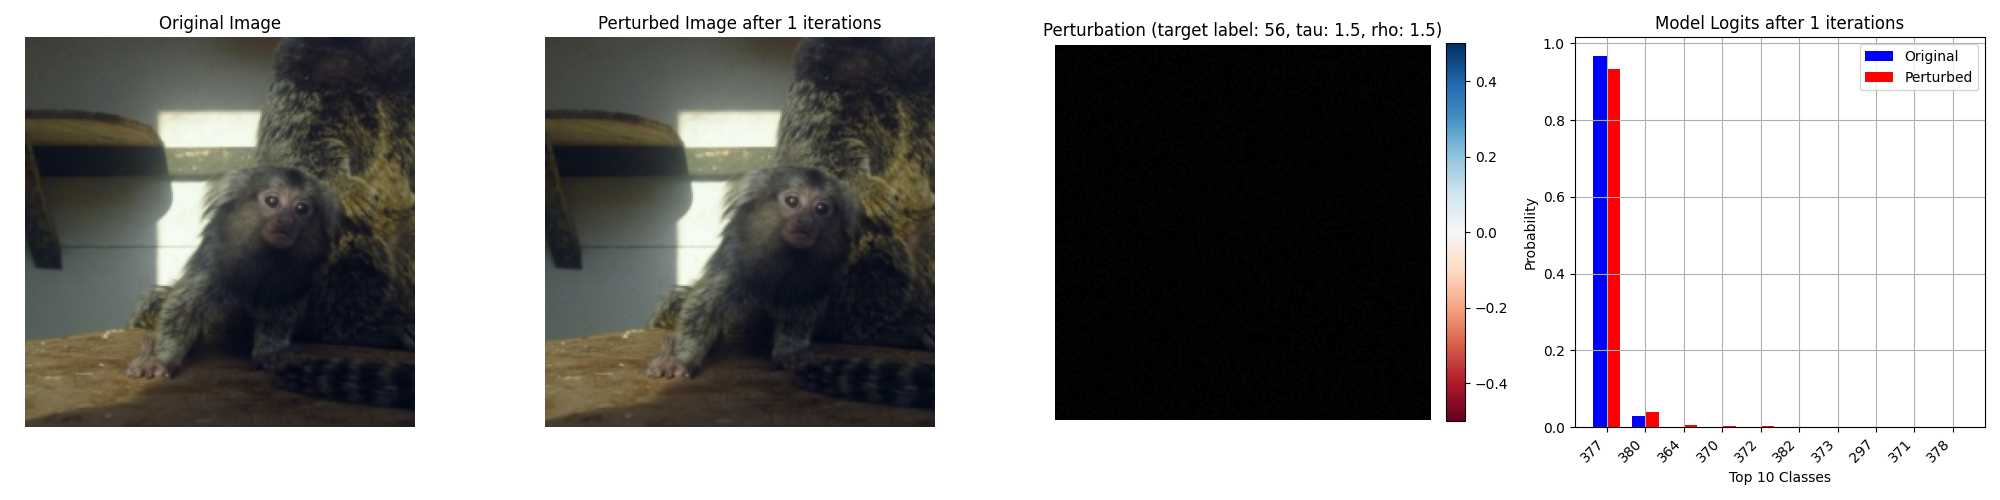 Original Image
Perturbed Image after 1 iterations
Perturbation (target label: 56, tau: 1.5, rho: 1.5)
0.4
0.2
0.0
−0.2
−0.4
Model Logits after 1 iterations
Original
Perturbed
Probability
1.0
0.8
0.6
0.4
0.2
0.0
377 380 364 370 372 382 373 297 371 378
Top 10 Classes